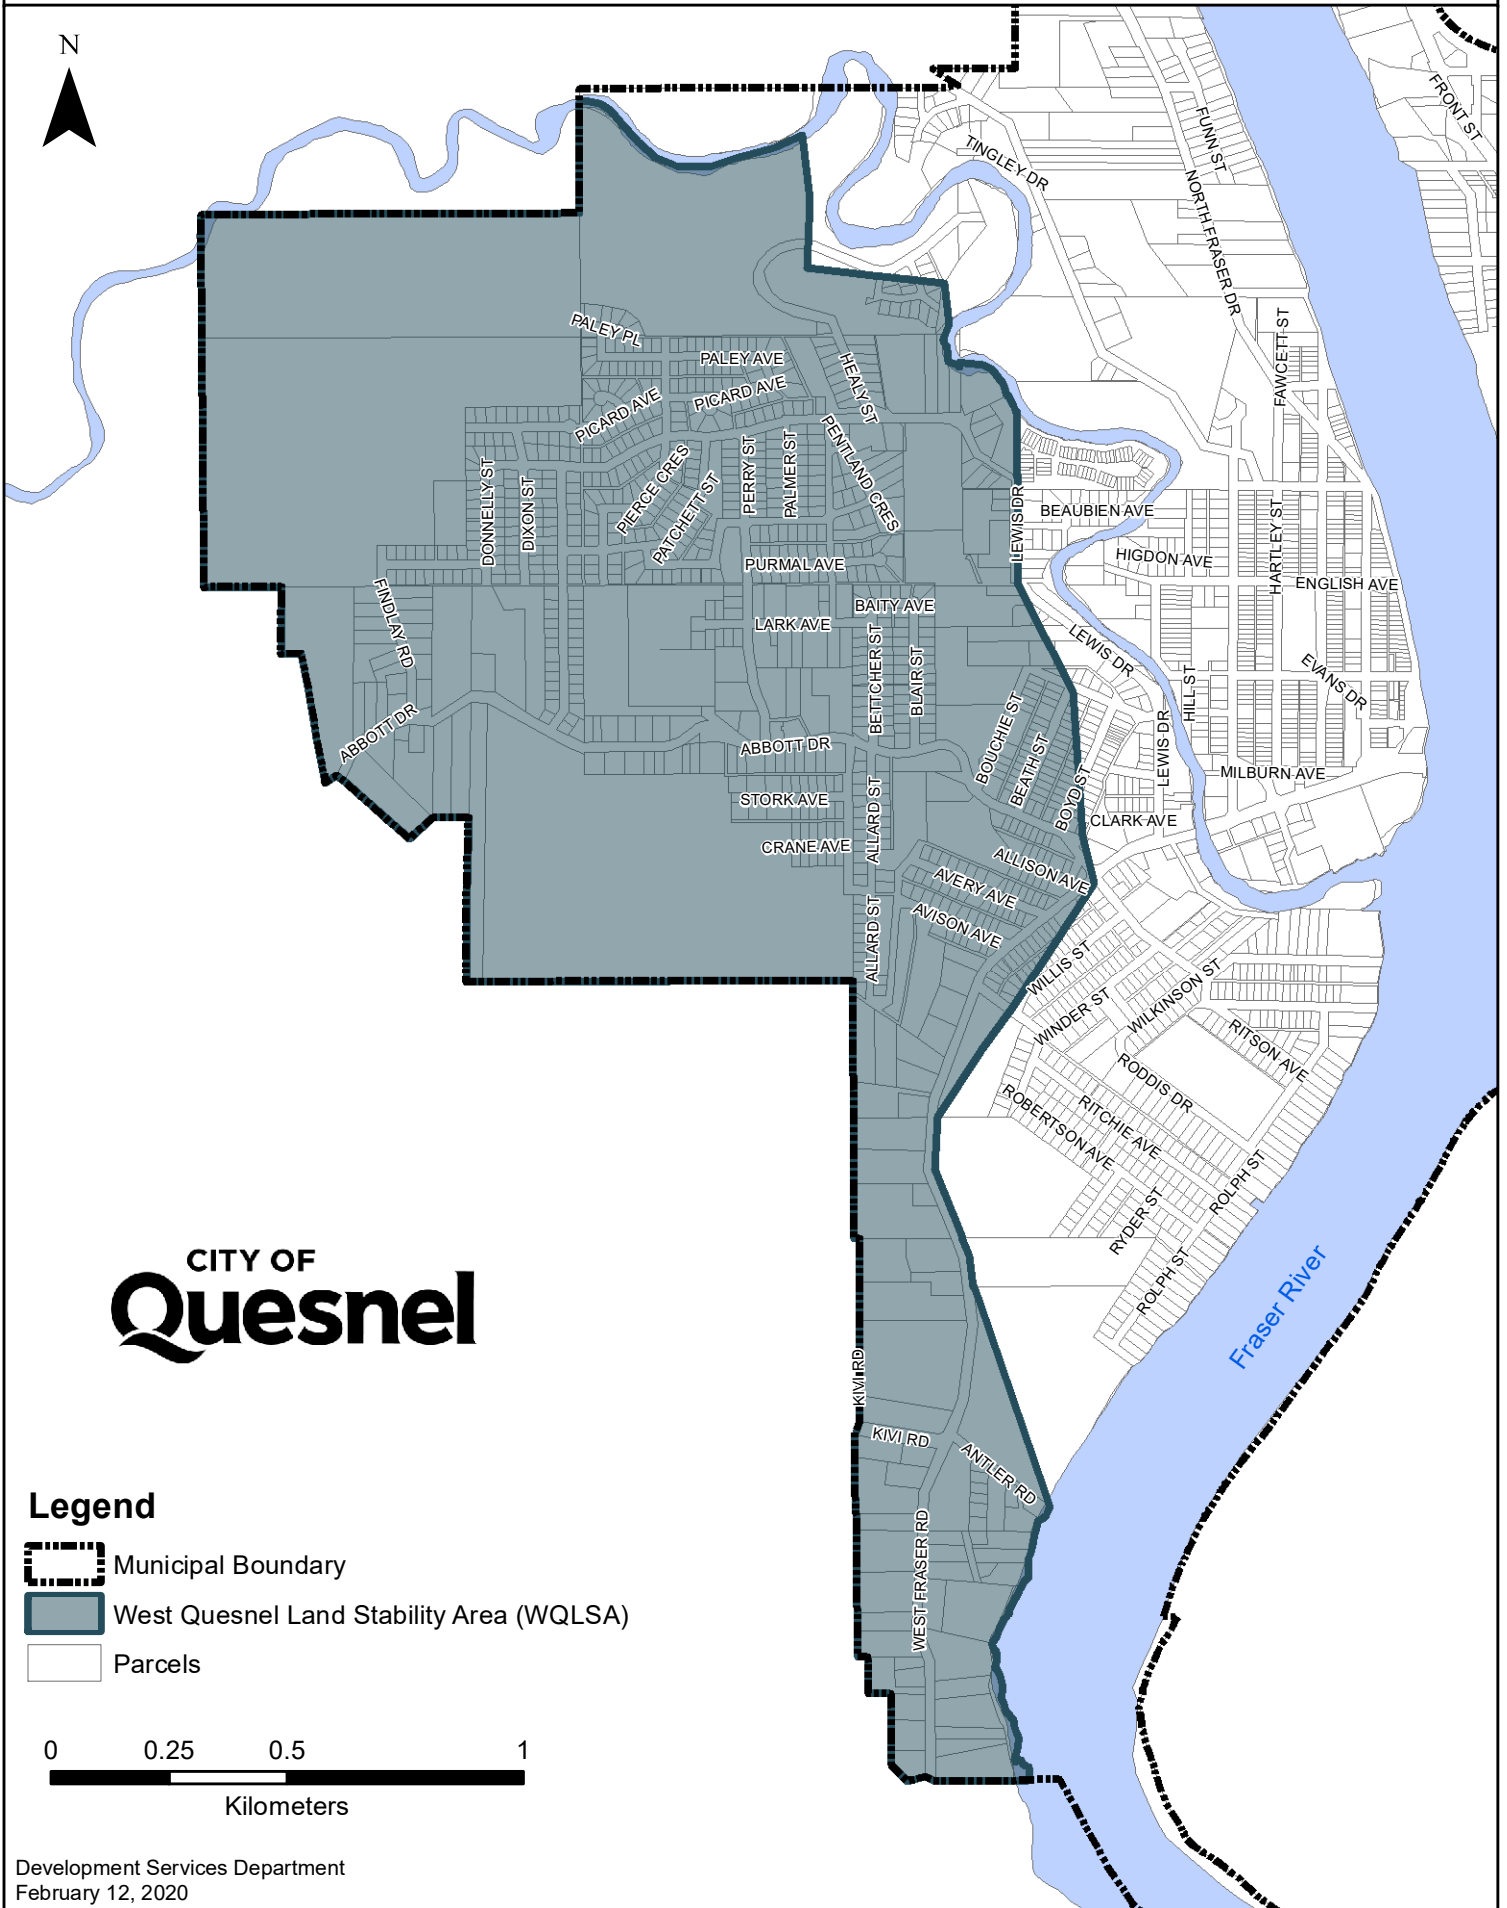 N
FRONT ST
FUNN ST
TINGLEY DR
NORTH FRASER DR
FAWCETT ST
PALEY PL
PALEY AVE
HEALY ST
PICARD AVE
PICARD AVE
PENTLAND CRES
PERRY ST
PALMER ST
PIERCE CRES
PATCHETT ST
DONNELLY ST
DIXON ST
LEWIS DR
BEAUBIEN AVE
HIGDON AVE
HARTLEY ST
ENGLISH AVE
PURMAL AVE
BAITY AVE
LARK AVE
FINDLAY RD
BETTCHER ST
BLAIR ST
LEWIS DR
HILL ST
EVANS DR
ABBOTT DR
ABBOTT DR
BOUCHIE ST
BEATH ST
BOYD ST
LEWIS DR
MILBURN AVE
STORK AVE
ALLARD ST
CLARK AVE
CRANE AVE
ALLISON AVE
AVERY AVE
AVISON AVE
ALLARD ST
WILLIS ST
WINDER ST
WILKINSON ST
RITSON AVE
RODDIS DR
RITCHIE AVE
ROBERTSON AVE
ROLPH ST
RYDER ST
ROLPH ST
Fraser River
CITY OF
Quesnel
KIVI RD
KIVI RD
ANTLER RD
WEST FRASER RD
Legend
Municipal Boundary
West Quesnel Land Stability Area (WQLSA)
Parcels
0 0.25 0.5 1
Kilometers
Development Services Department
February 12, 2020